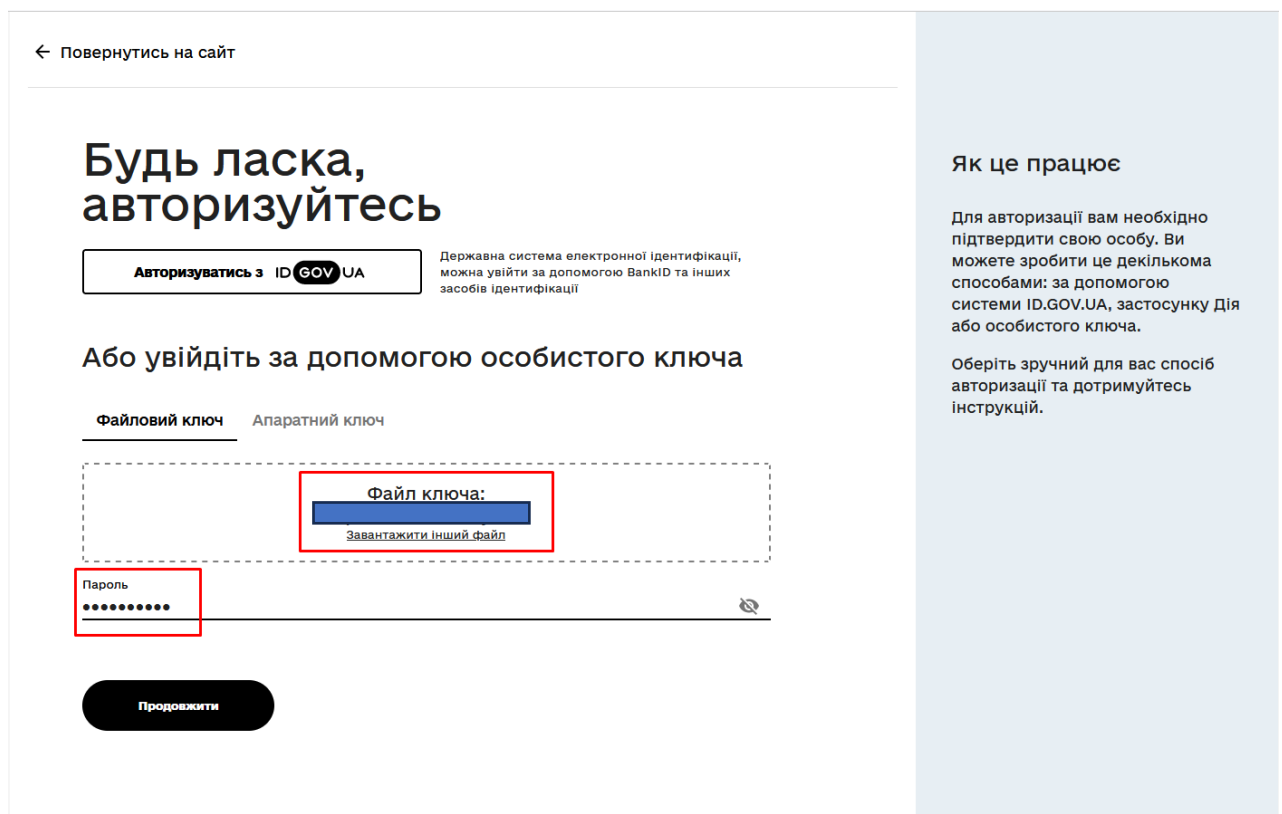 ← Повернутись на сайт
Будь ласка,
авторизуйтесь
Авторизуватись з ID GOV UA
Державна система електронної ідентифікації,
можна увійти за допомогою BankID та інших
засобів ідентифікації
Або увійдіть за допомогою особистого ключа
Файловий ключ Апаратний ключ
Файл ключа:
Завантажити інший файл
Пароль
••••••••••
Продовжити
Як це працює
Для авторизації вам необхідно
підтвердити свою особу. Ви
можете зробити це декількома
способами: за допомогою
системи ID.GOV.UA, застосунку Дія
або особистого ключа.
Оберіть зручний для вас спосіб
авторизації та дотримуйтесь
інструкцій.